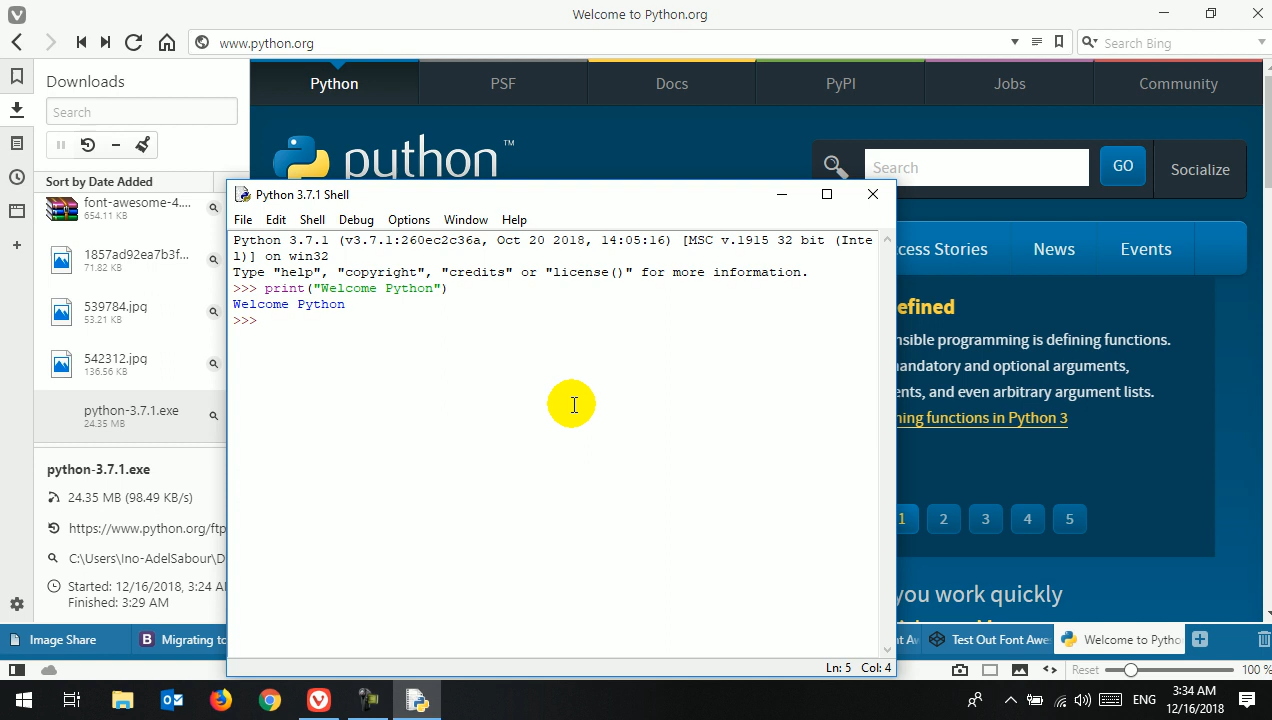 Welcome to Python.org
www.python.org
Search Bing
Downloads
Search
Sort by Date Added
font-awesome-4....
654.11 KB
1857ad92ea7b3f...
71.82 KB
539784.jpg
53.21 KB
542312.jpg
136.56 KB
python-3.7.1.exe
24.35 MB
python-3.7.1.exe
24.35 MB (98.49 KB/s)
https://www.python.org/ftp
C:\Users\Ino-AdelSabour\D
Started: 12/16/2018, 3:24 AM
Finished: 3:29 AM
Python
PSF
Docs
PyPI
Jobs
Community
python™
Search
GO
Socialize
ccess Stories
News
Events
efined
nsible programming is defining functions.
mandatory and optional arguments,
ents, and even arbitrary argument lists.
ning functions in Python 3
1 2 3 4 5
you work quickly
Python 3.7.1 Shell
File Edit Shell Debug Options Window Help
Python 3.7.1 (v3.7.1:260ec2c36a, Oct 20 2018, 14:05:16) [MSC v.1915 32 bit (Inte
l)] on win32
Type "help", "copyright", "credits" or "license()" for more information.
>>> print("Welcome Python")
Welcome Python
>>>
Ln: 5 Col: 4
Image Share
Migrating to
nt Aw
Test Out Font Awe
Welcome to Pytho
Reset
100 %
ENG
3:34 AM
12/16/2018